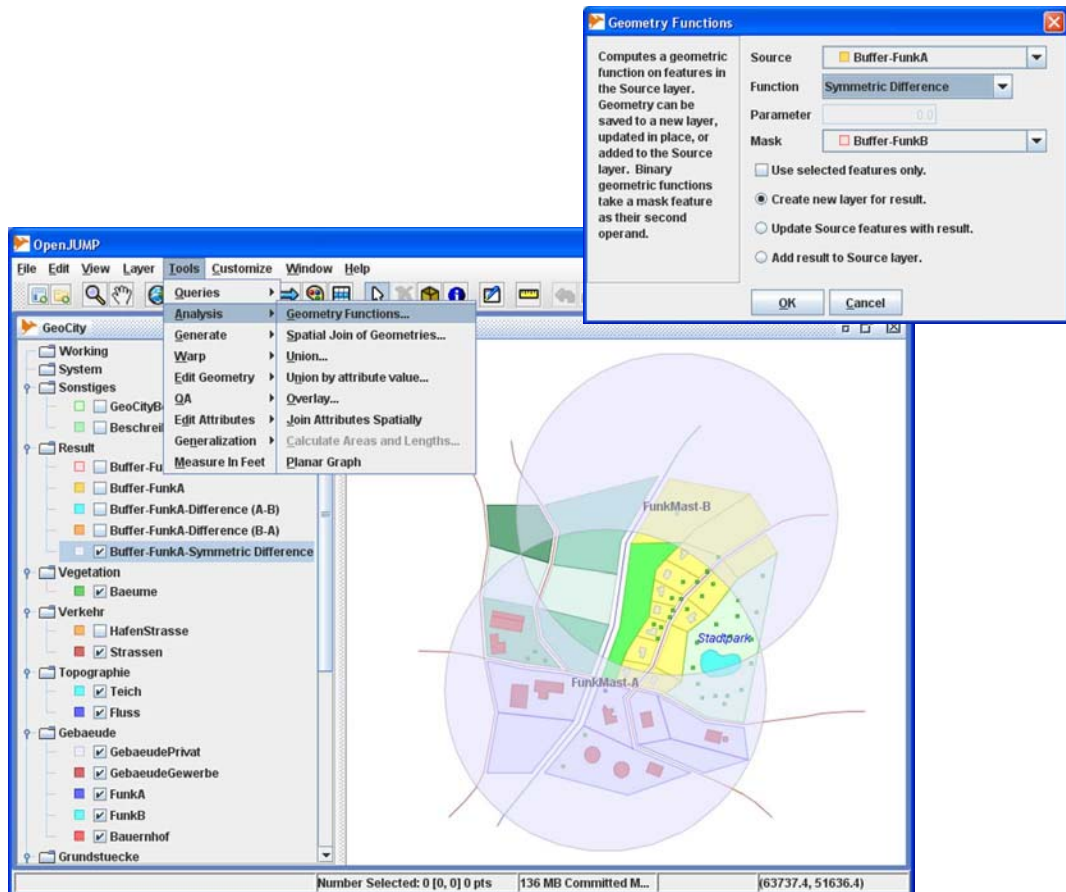 Geometry Functions
Computes a geometric
function on features in
the Source layer.
Geometry can be
saved to a new layer,
updated in place, or
added to the Source
layer. Binary
geometric functions
take a mask feature
as their second
operand.
Source
Buffer-FunkA
Function
Symmetric Difference
Parameter
0.0
Mask
Buffer-FunkB
Use selected features only.
Create new layer for result.
Update Source features with result.
Add result to Source layer.
OK
Cancel
OpenJUMP
File Edit View Layer Tools Customize Window Help
Queries
Analysis
Generate
Warp
Edit Geometry
QA
Edit Attributes
Generalization
Measure In Feet
Geometry Functions...
Spatial Join of Geometries...
Union...
Union by attribute value...
Overlay...
Join Attributes Spatially
Calculate Areas and Lengths...
Planar Graph
GeoCity
Working
System
Sonstiges
GeoCityBe
Beschreib
Result
Buffer-Fu
Buffer-FunkA
Buffer-FunkA-Difference (A-B)
Buffer-FunkA-Difference (B-A)
Buffer-FunkA-Symmetric Difference
Vegetation
Baeume
Verkehr
HafenStrasse
Strassen
Topographie
Teich
Fluss
Gebaeude
GebaeudePrivat
GebaeudeGewerbe
FunkA
FunkB
Bauernhof
Grundstuecke
FunkMast-B
Stadtpark
FunkMast-A
Number Selected: 0 [0, 0] 0 pts
136 MB Committed M...
(63737.4, 51636.4)